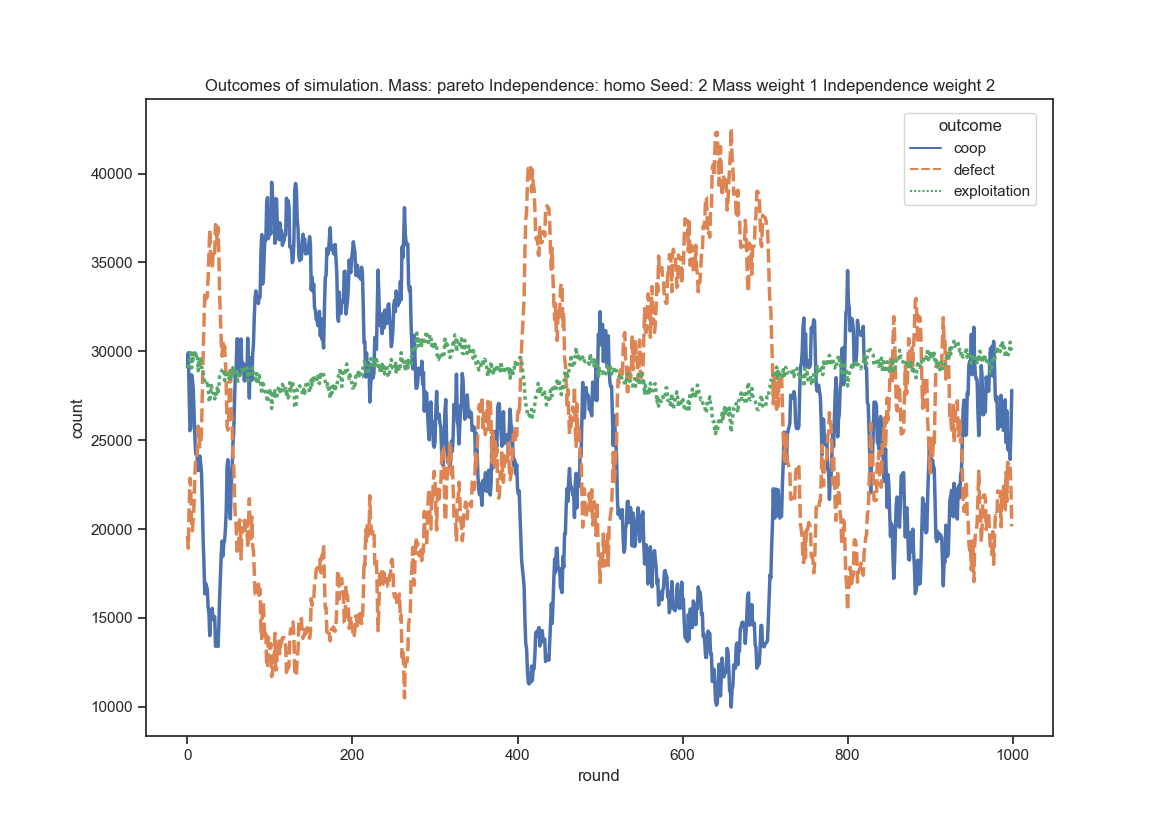 Outcomes of simulation. Mass: pareto Independence: homo Seed: 2 Mass weight 1 Independence weight 2
outcome
coop
defect
exploitation
40000
35000
30000
25000
20000
15000
10000
count
0 200 400 600 800 1000
round